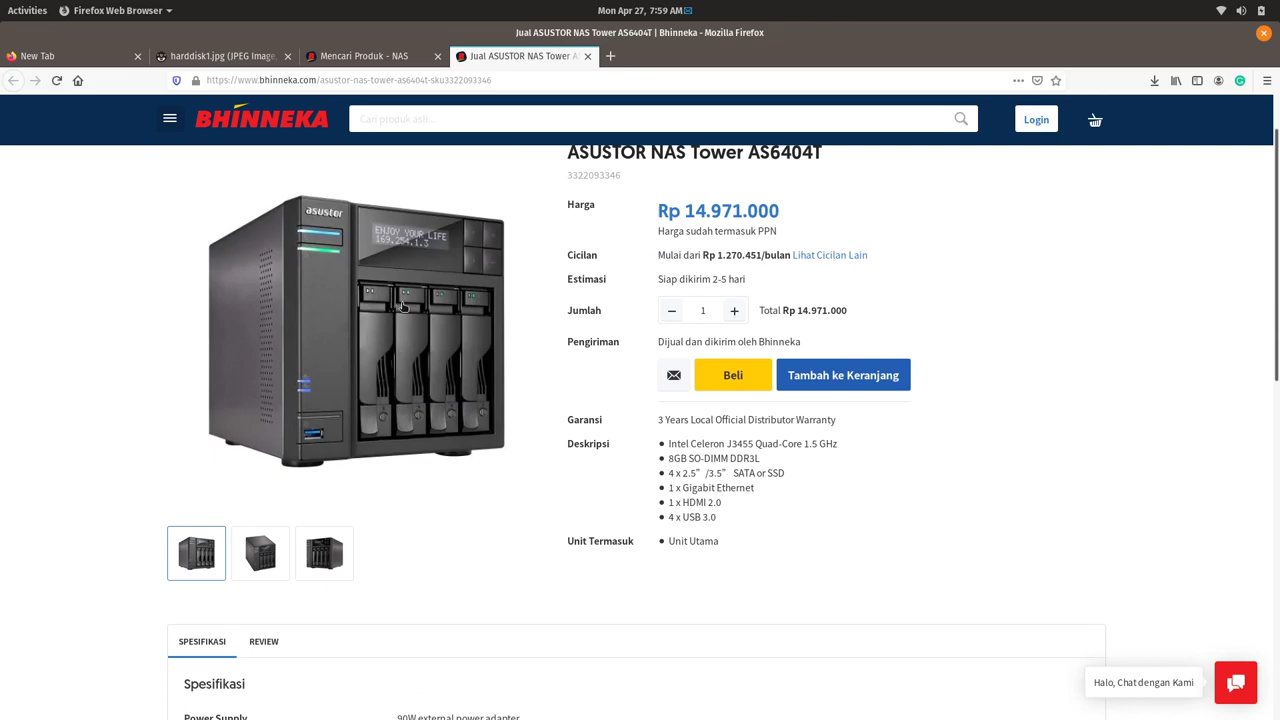 Activities Firefox Web Browser Mon Apr 27, 7:59 AM
Jual ASUSTOR NAS Tower AS6404T | Bhinneka - Mozilla Firefox
New Tab harddisk1.jpg (JPEG Image, Mencari Produk - NAS Jual ASUSTOR NAS Tower AS
https://www.bhinneka.com/asustor-nas-tower-as6404t-sku3322093346
BHINNEKA Cari produk asli... Login
ASUSTOR NAS Tower AS6404T
3322093346
Harga Rp 14.971.000
Harga sudah termasuk PPN
Cicilan Mulai dari Rp 1.270.451/bulan Lihat Cicilan Lain
Estimasi Siap dikirim 2-5 hari
Jumlah − 1 + Total Rp 14.971.000
Pengiriman Dijual dan dikirim oleh Bhinneka
Beli Tambah ke Keranjang
Garansi 3 Years Local Official Distributor Warranty
Deskripsi • Intel Celeron J3455 Quad-Core 1.5 GHz
• 8GB SO-DIMM DDR3L
• 4 x 2.5” /3.5” SATA or SSD
• 1 x Gigabit Ethernet
• 1 x HDMI 2.0
• 4 x USB 3.0
Unit Termasuk • Unit Utama
asustor
ENJOY YOUR LIFE
169.254.1.3
SPESIFIKASI REVIEW
Spesifikasi
Power Supply 90W external power adapter
Halo, Chat dengan Kami